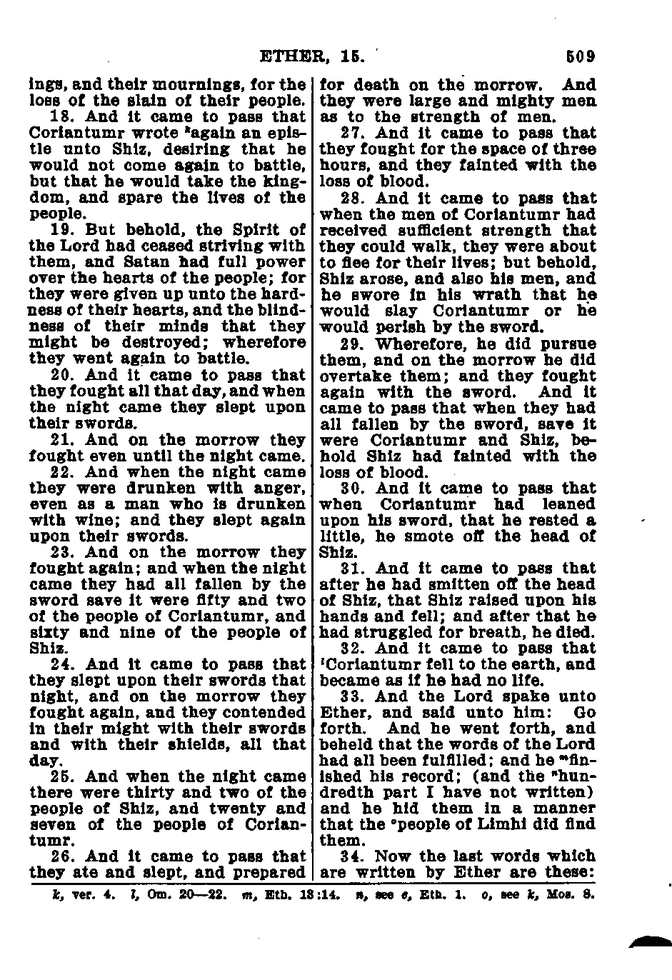 ETHER, 15. 509
ings, and their mournings, for the
loss of the slain of their people.
18. And it came to pass that
Coriantumr wrote ᵏagain an epis-
tle unto Shiz, desiring that he
would not come again to battle,
but that he would take the king-
dom, and spare the lives of the
people.
19. But behold, the Spirit of
the Lord had ceased striving with
them, and Satan had full power
over the hearts of the people; for
they were given up unto the hard-
ness of their hearts, and the blind-
ness of their minds that they
might be destroyed; wherefore
they went again to battle.
20. And it came to pass that
they fought all that day, and when
the night came they slept upon
their swords.
21. And on the morrow they
fought even until the night came.
22. And when the night came
they were drunken with anger,
even as a man who is drunken
with wine; and they slept again
upon their swords.
23. And on the morrow they
fought again; and when the night
came they had all fallen by the
sword save it were fifty and two
of the people of Coriantumr, and
sixty and nine of the people of
Shiz.
24. And it came to pass that
they slept upon their swords that
night, and on the morrow they
fought again, and they contended
in their might with their swords
and with their shields, all that
day.
25. And when the night came
there were thirty and two of the
people of Shiz, and twenty and
seven of the people of Corian-
tumr.
26. And it came to pass that
they ate and slept, and prepared
for death on the morrow. And
they were large and mighty men
as to the strength of men.
27. And it came to pass that
they fought for the space of three
hours, and they fainted with the
loss of blood.
28. And it came to pass that
when the men of Coriantumr had
received sufficient strength that
they could walk, they were about
to flee for their lives; but behold,
Shiz arose, and also his men, and
he swore in his wrath that he
would slay Coriantumr or he
would perish by the sword.
29. Wherefore, he did pursue
them, and on the morrow he did
overtake them; and they fought
again with the sword. And it
came to pass that when they had
all fallen by the sword, save it
were Coriantumr and Shiz, be-
hold Shiz had fainted with the
loss of blood.
30. And it came to pass that
when Coriantumr had leaned
upon his sword, that he rested a
little, he smote off the head of
Shiz.
31. And it came to pass that
after he had smitten off the head
of Shiz, that Shiz raised upon his
hands and fell; and after that he
had struggled for breath, he died.
32. And it came to pass that
ˡCoriantumr fell to the earth, and
became as if he had no life.
33. And the Lord spake unto
Ether, and said unto him: Go
forth. And he went forth, and
beheld that the words of the Lord
had all been fulfilled; and he ᵐfin-
ished his record; (and the ⁿhun-
dredth part I have not written)
and he hid them in a manner
that the ᵒpeople of Limhi did find
them.
34. Now the last words which
are written by Ether are these:
k, ver. 4. l, Om. 20—22. m, Eth. 13:14. n, see e, Eth. 1. o, see k, Mos. 8.